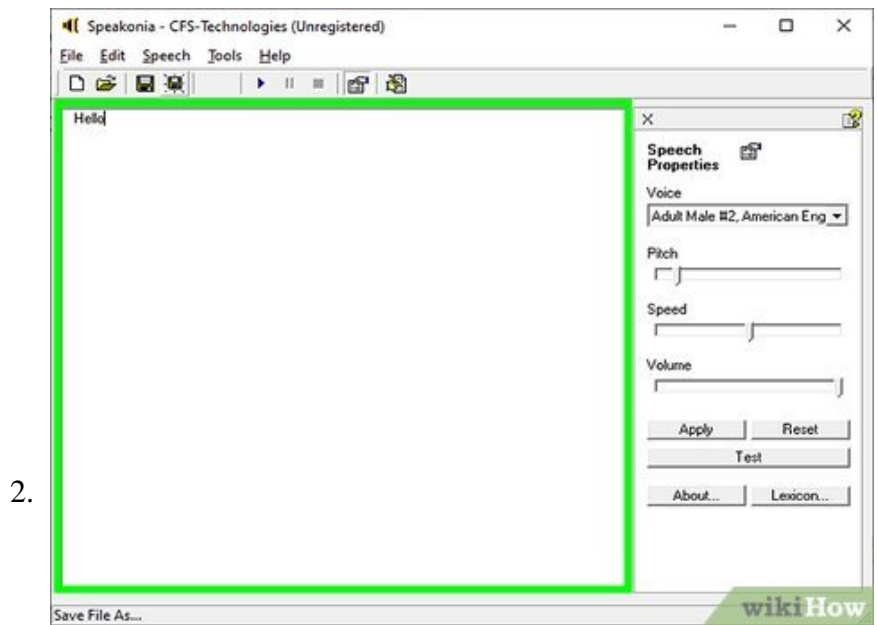 Speakonia - CFS-Technologies (Unregistered)
File Edit Speech Tools Help
Hello
Speech
Properties
Voice
Adult Male #2, American Eng
Pitch
Speed
Volume
Apply Reset
Test
2.
About... Lexicon...
Save File As...
wikiHow